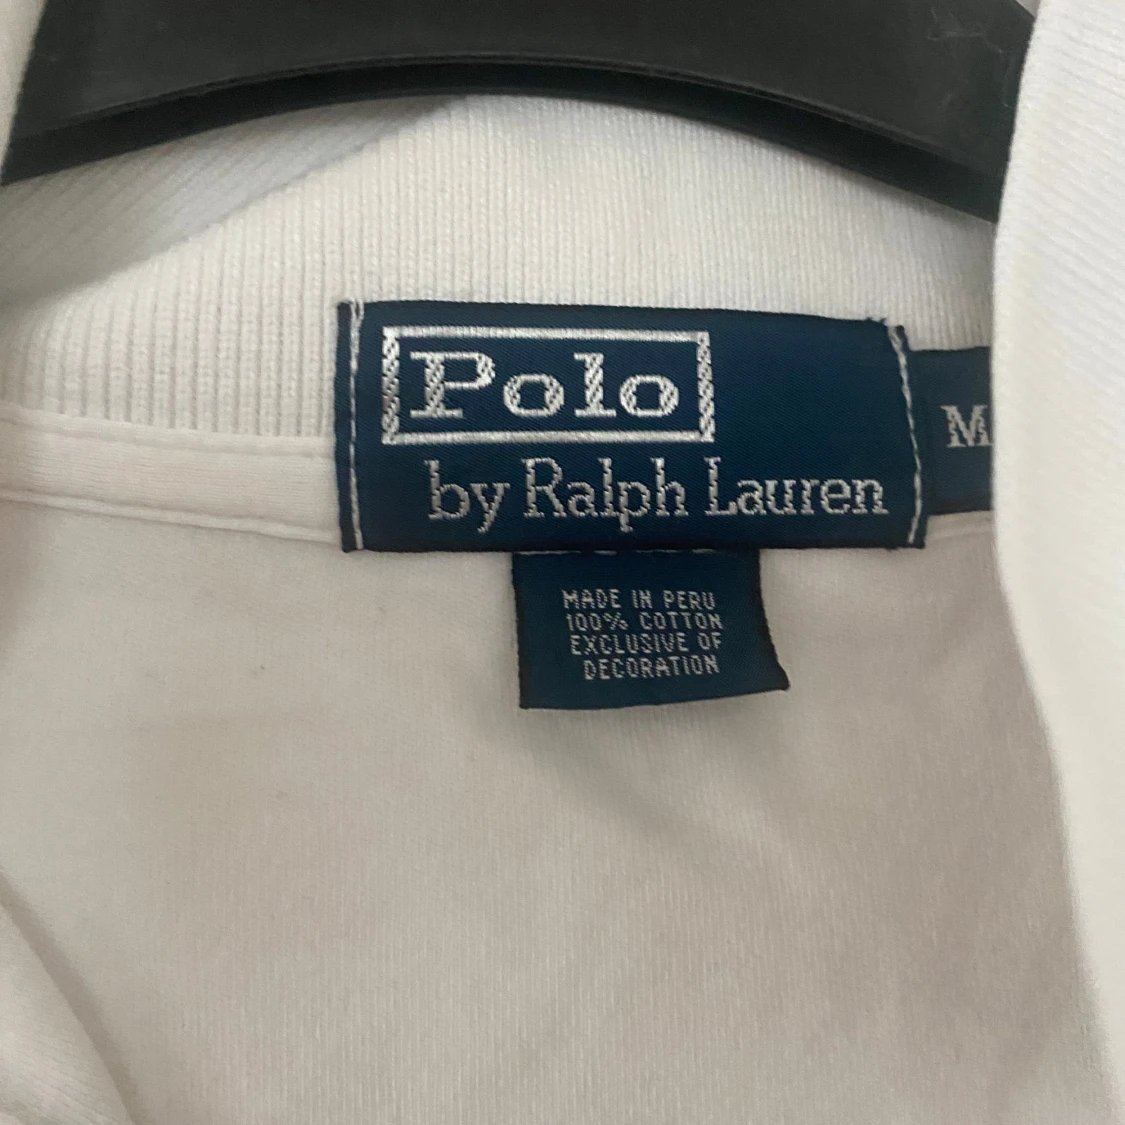 Polo
by Ralph Lauren
M
MADE IN PERU
100% COTTON
EXCLUSIVE OF
DECORATION